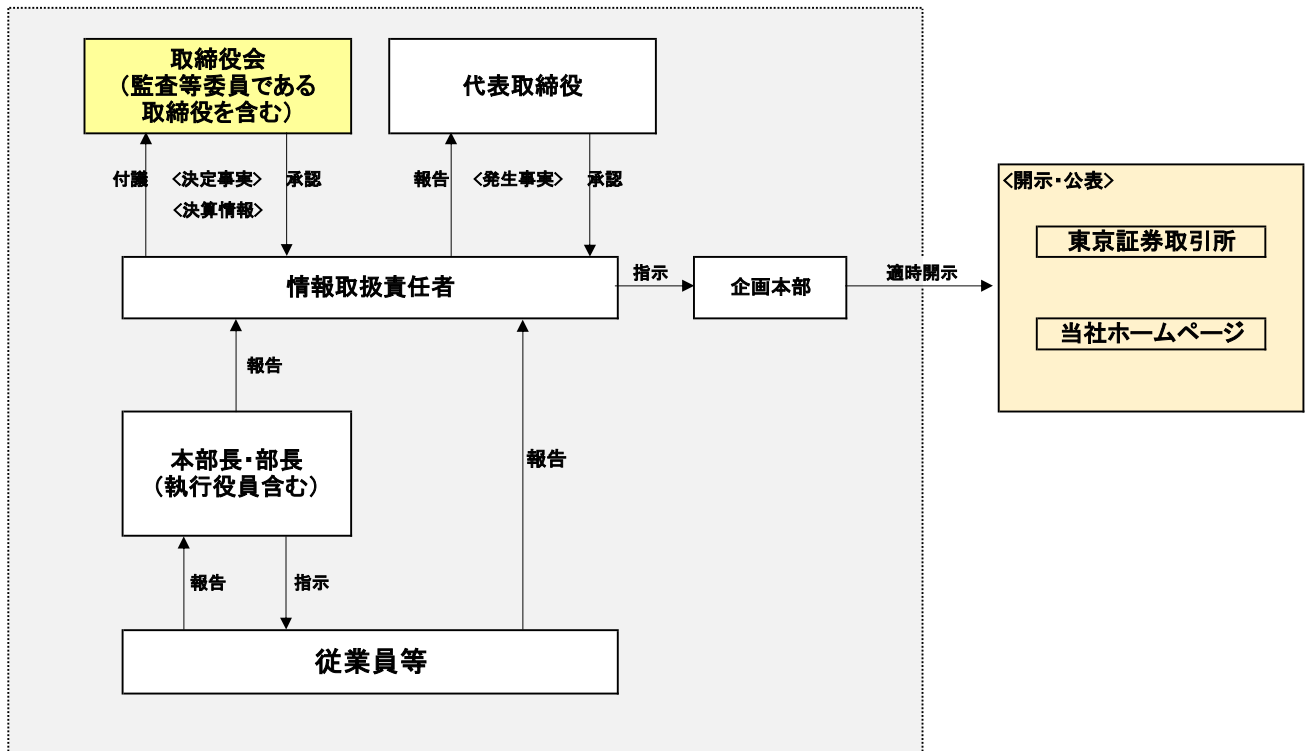 取締役会
（監査等委員である
取締役を含む）
代表取締役
付議
<決定事実>
承認
<決算情報>
報告
<発生事実>
承認
<開示・公表>
東京証券取引所
当社ホームページ
情報取扱責任者
指示
企画本部
適時開示
報告
本部長・部長
（執行役員含む）
報告
報告
指示
従業員等